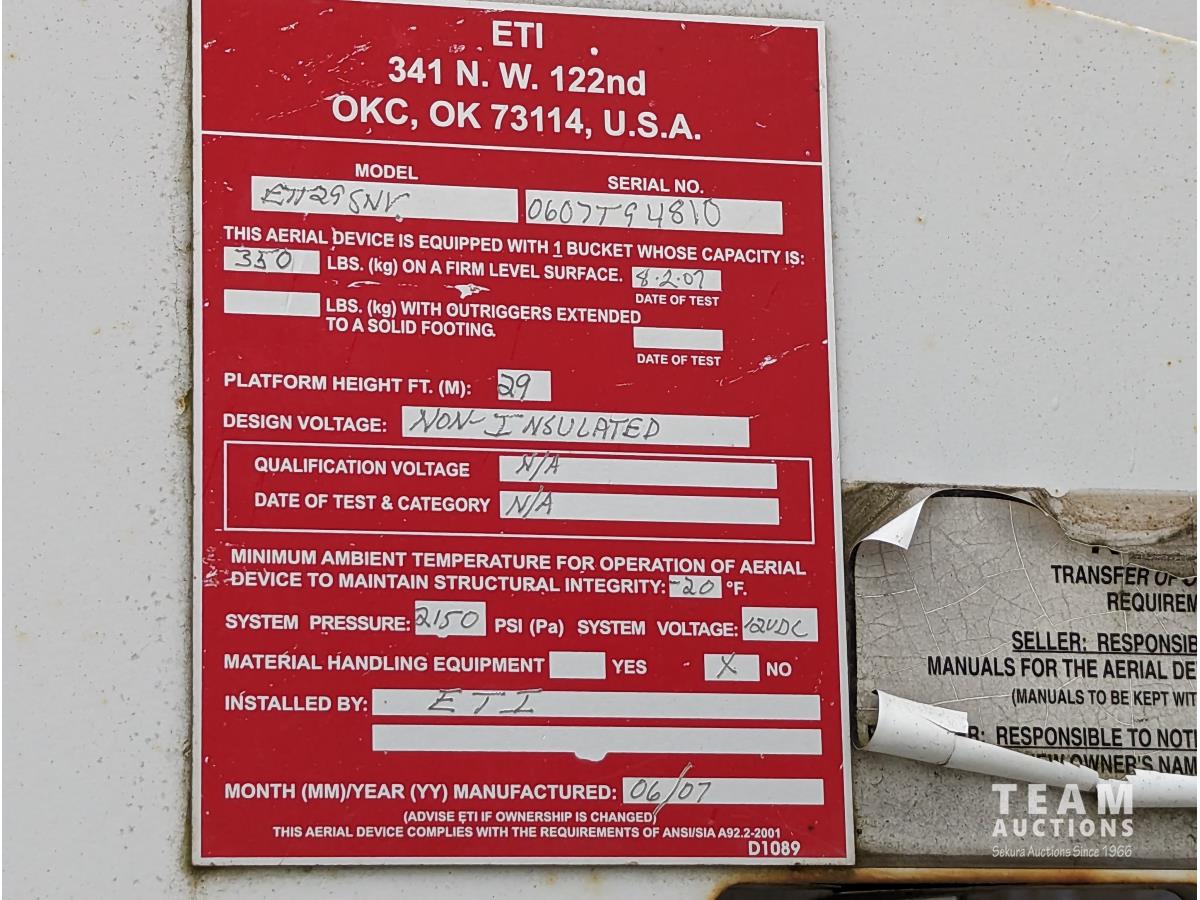 ETI
341 N. W. 122nd
OKC, OK 73114, U.S.A.
MODEL
SERIAL NO.
ETI29SNV
0607T94810
THIS AERIAL DEVICE IS EQUIPPED WITH 1 BUCKET WHOSE CAPACITY IS:
350 LBS. (kg) ON A FIRM LEVEL SURFACE. 8.2.07
DATE OF TEST
LBS. (kg) WITH OUTRIGGERS EXTENDED
TO A SOLID FOOTING.
DATE OF TEST
PLATFORM HEIGHT FT. (M): 29
DESIGN VOLTAGE: NON-INSULATED
QUALIFICATION VOLTAGE N/A
DATE OF TEST & CATEGORY N/A
MINIMUM AMBIENT TEMPERATURE FOR OPERATION OF AERIAL
DEVICE TO MAINTAIN STRUCTURAL INTEGRITY: -20 °F.
SYSTEM PRESSURE: 2150 PSI (Pa) SYSTEM VOLTAGE: 12VDC
MATERIAL HANDLING EQUIPMENT YES X NO
INSTALLED BY: ETI
MONTH (MM)/YEAR (YY) MANUFACTURED: 06/07
(ADVISE ETI IF OWNERSHIP IS CHANGED)
THIS AERIAL DEVICE COMPLIES WITH THE REQUIREMENTS OF ANSI/SIA A92.2-2001
D1089
TRANSFER OF
REQUIREM
SELLER: RESPONSIB
MANUALS FOR THE AERIAL DE
(MANUALS TO BE KEPT WIT
R: RESPONSIBLE TO NOTI
OWNER'S NAM
TEAM
AUCTIONS
Sekura Auctions Since 1966